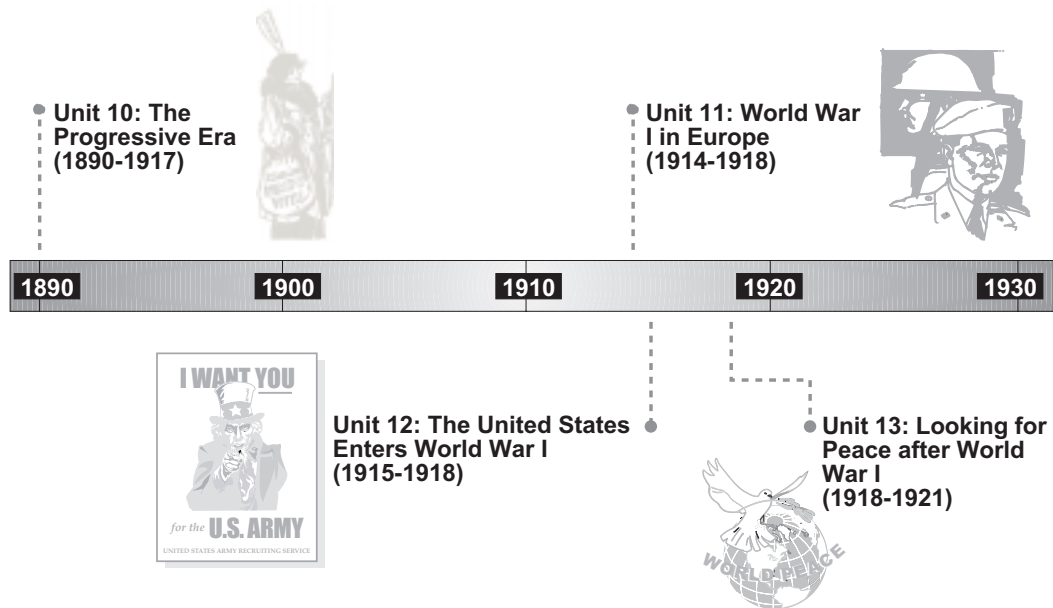 Unit 10: The
Progressive Era
(1890-1917)
Unit 11: World War
I in Europe
(1914-1918)
1890
1900
1910
1920
1930
I WANT YOU
for the U.S. ARMY
UNITED STATES ARMY RECRUITING SERVICE
Unit 12: The United States
Enters World War I
(1915-1918)
Unit 13: Looking for
Peace after World
War I
(1918-1921)
WORLD PEACE